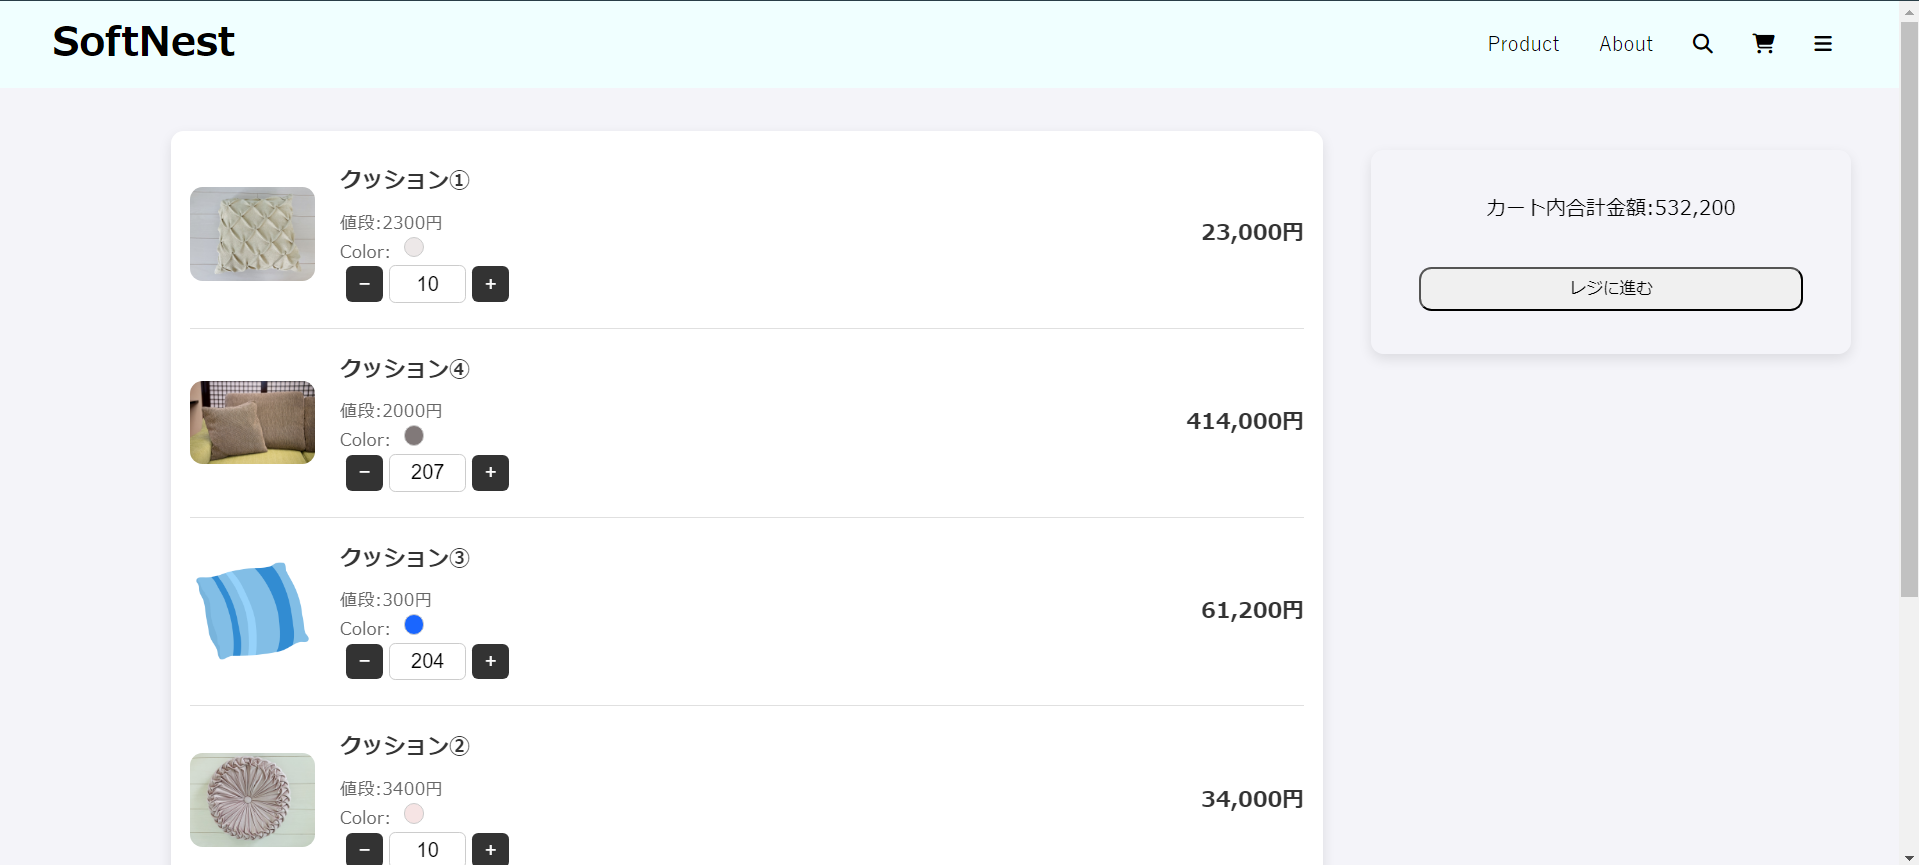 SoftNest
Product About
クッション①
値段:2300円
Color:
− 10 +
23,000円
クッション④
値段:2000円
Color:
− 207 +
414,000円
クッション③
値段:300円
Color:
− 204 +
61,200円
クッション②
値段:3400円
Color:
− 10 +
34,000円
カート内合計金額:532,200
レジに進む